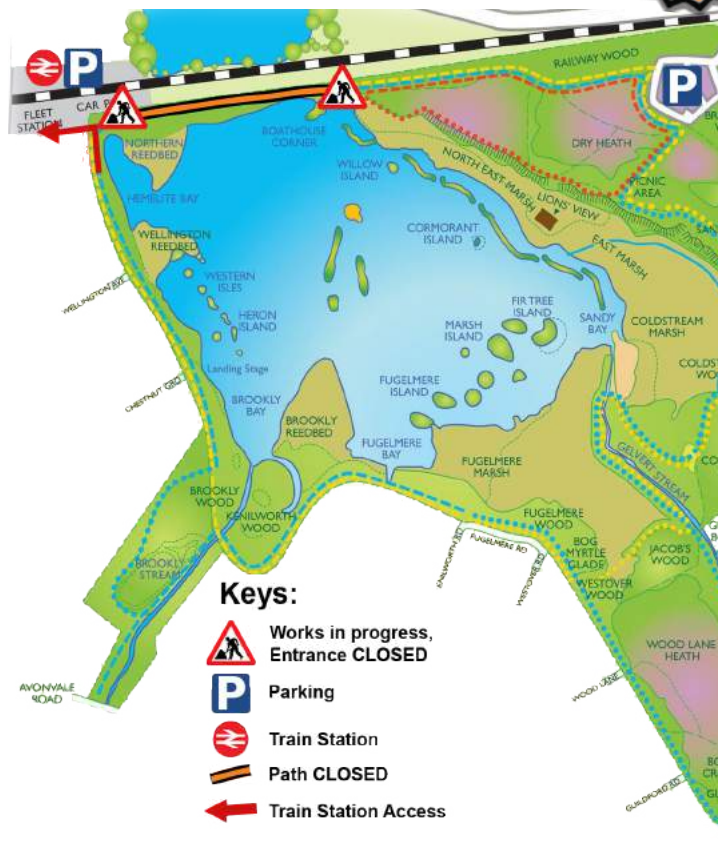 P
RAILWAY WOOD
P
FLEET
STATION
CAR P
NORTHERN
REEDBED
BOATHOUSE
CORNER
DRY HEATH
WILLOW
ISLAND
NORTH EAST MARSH
PICNIC
AREA
HEMELITE BAY
LIONS' VIEW
WELLINGTON
REEDBED
CORMORANT
ISLAND
EAST MARSH
WESTERN
ISLES
WELLINGTON AVE
HERON
ISLAND
FIR TREE
ISLAND
MARSH
ISLAND
SANDY
BAY
COLDSTREAM
MARSH
Landing Stage
CHESTNUT GRO
FUGELMERE
ISLAND
BROOKLY
BAY
BROOKLY
REEDBED
FUGELMERE
BAY
FUGELMERE
MARSH
GELVERT STREAM
BROOKLY
WOOD
KENILWORTH
WOOD
FUGELMERE
WOOD
KENILWORTH RD
FUGELMERE RD
BOG
MYRTLE
GLADE
JACOB'S
WOOD
BROOKLY
STREAM
WESTOVER
WOOD
Keys:
Works in progress,
Entrance CLOSED
WOOD LANE
HEATH
P
Parking
AVONVALE
ROAD
WOOD LANE
Train Station
Path CLOSED
GUILDFORD RD
Train Station Access